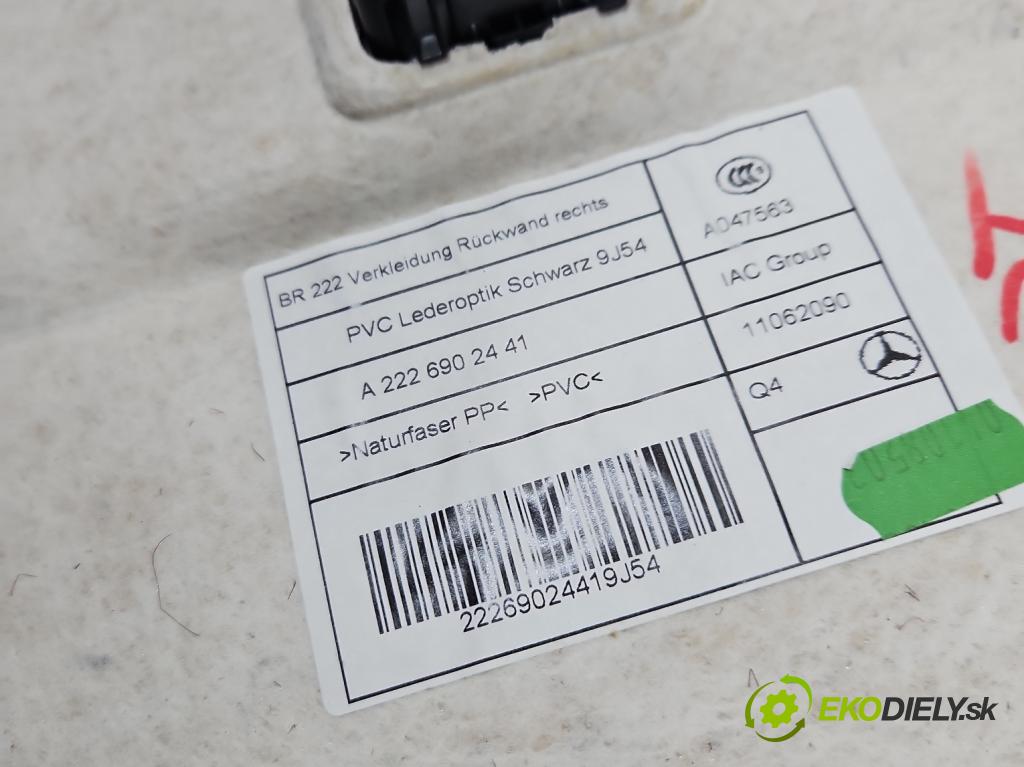 BR 222 Verkleidung Rückwand rechts
PVC Lederoptik Schwarz 9J54
A 222 690 24 41
>Naturfaser PP< >PVC<
22269024419J54
CCC
A047563
IAC Group
11062090
Q4
EKODIELY.sk